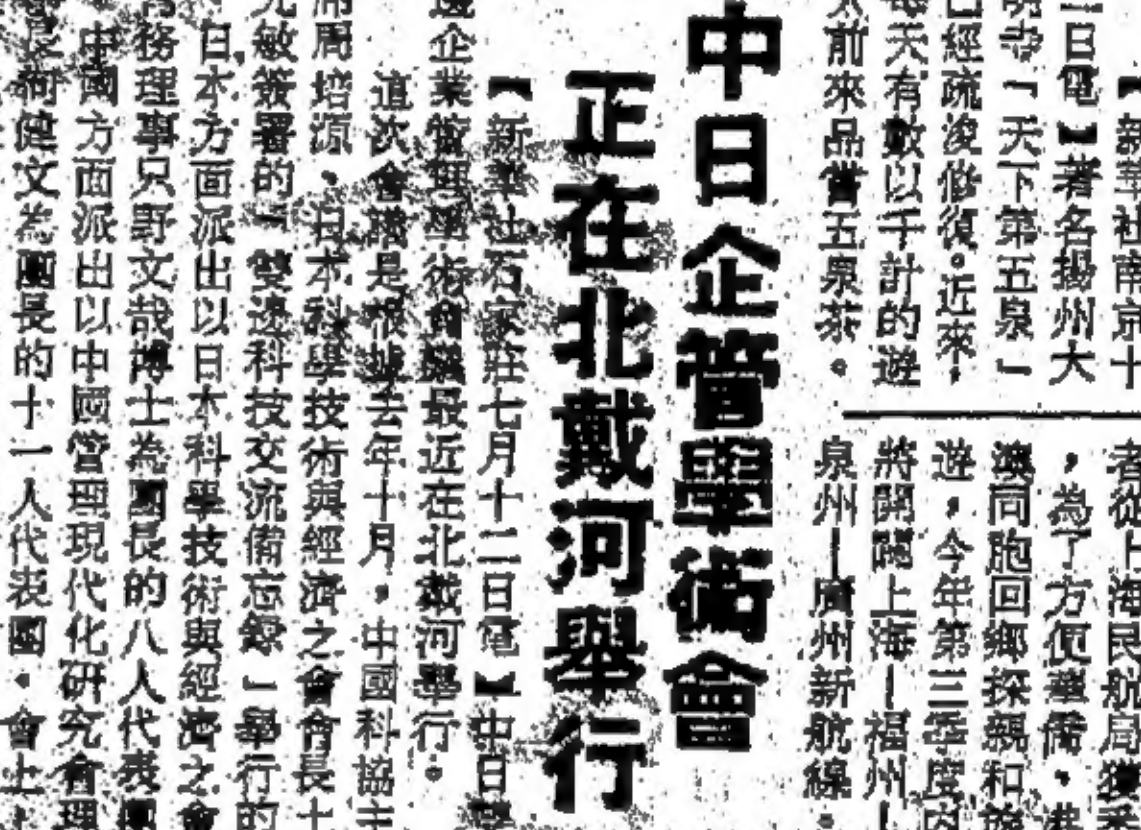 【新華社南京十
二日電】著名揚州大
明寺「天下第五泉」
已經疏浚修復。近來,
每天有數以千計的遊
人前來品嘗五泉茶。
者從上海民航局獲悉
,為了方便華僑、港
澳同胞回鄉探親和旅
遊,今年第三季度內
將開闢上海—福州—
泉州—廣州新航線。
中日企管學術會
正在北戴河舉行
【新華社石家莊七月十二日電】中日雙
邊企業管理學術會議最近在北戴河舉行。
這次會議是根據去年十月,中國科協主
席周培源、日本科學技術與經濟之會會長土
光敏簽署的「雙邊科技交流備忘錄」舉行的
日本方面派出以日本科學技術與經濟之會
務理事只野文哉博士為團長的八人代表團
中國方面派出以中國管理現代化研究會理
何健文為團長的十一人代表團。會上